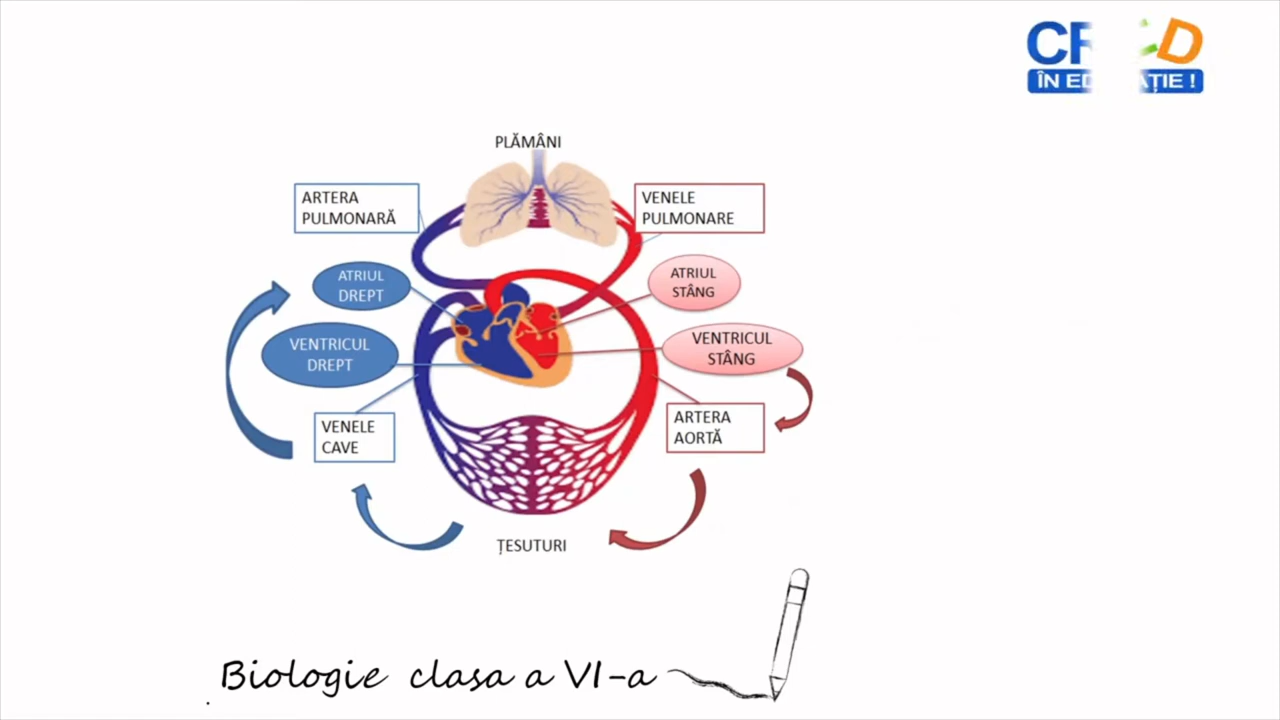 PLĂMÂNI
ARTERA
PULMONARĂ
VENELE
PULMONARE
ATRIUL
DREPT
ATRIUL
STÂNG
VENTRICUL
DREPT
VENTRICUL
STÂNG
VENELE
CAVE
ARTERA
AORTĂ
ȚESUTURI
Biologie clasa a VI-a